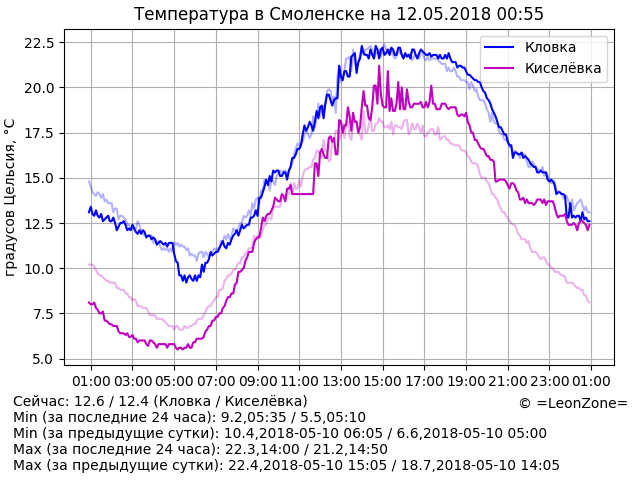 Температура в Смоленске на 12.05.2018 00:55
Кловка
Киселёвка
градусов Цельсия, °C
22.5
20.0
17.5
15.0
12.5
10.0
7.5
5.0
01:00 03:00 05:00 07:00 09:00 11:00 13:00 15:00 17:00 19:00 21:00 23:00 01:00
Сейчас: 12.6 / 12.4 (Кловка / Киселёвка)
© =LeonZone=
Min (за последние 24 часа): 9.2,05:35 / 5.5,05:10
Min (за предыдущие сутки): 10.4,2018-05-10 06:05 / 6.6,2018-05-10 05:00
Max (за последние 24 часа): 22.3,14:00 / 21.2,14:50
Max (за предыдущие сутки): 22.4,2018-05-10 15:05 / 18.7,2018-05-10 14:05